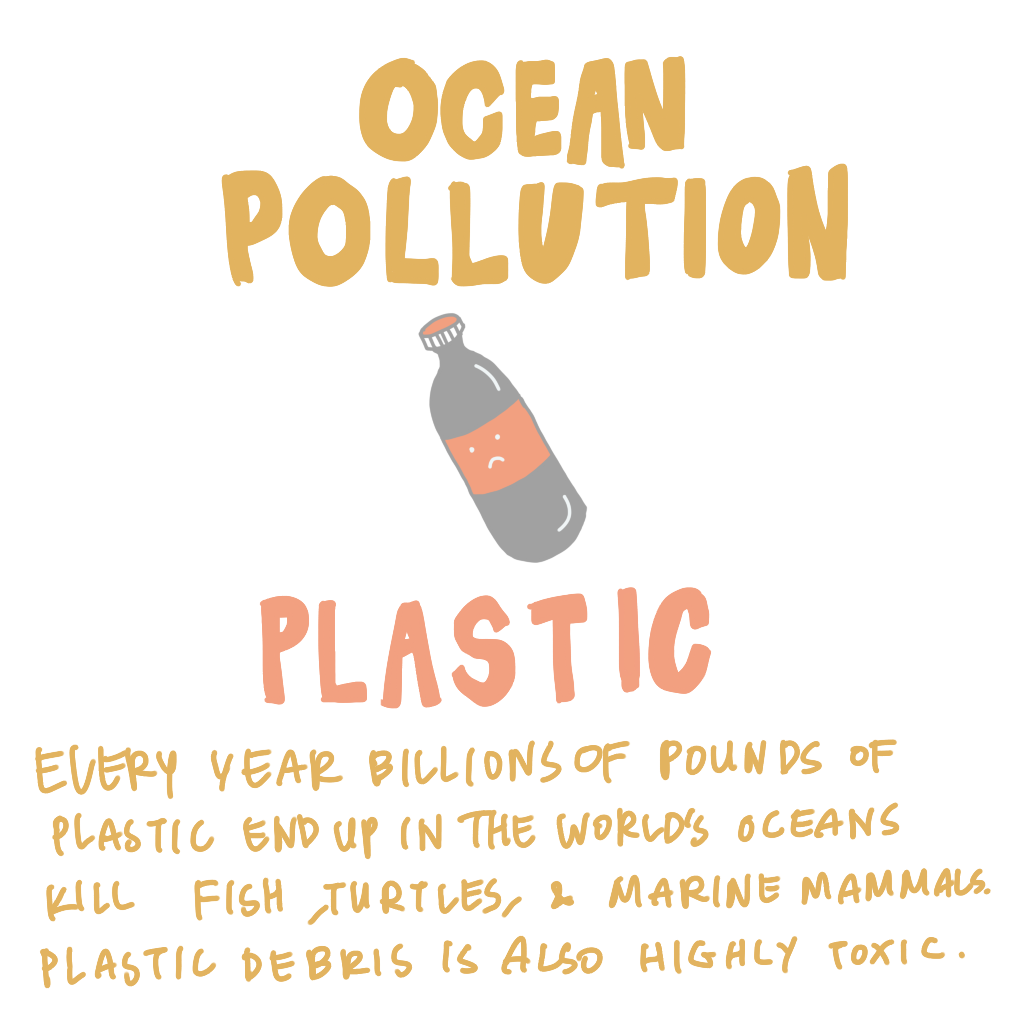 OCEAN
POLLUTION
PLASTIC
EVERY YEAR BILLIONS OF POUNDS OF
PLASTIC END UP IN THE WORLD'S OCEANS
KILL FISH, TURTLES, & MARINE MAMMALS.
PLASTIC DEBRIS IS ALSO HIGHLY TOXIC.